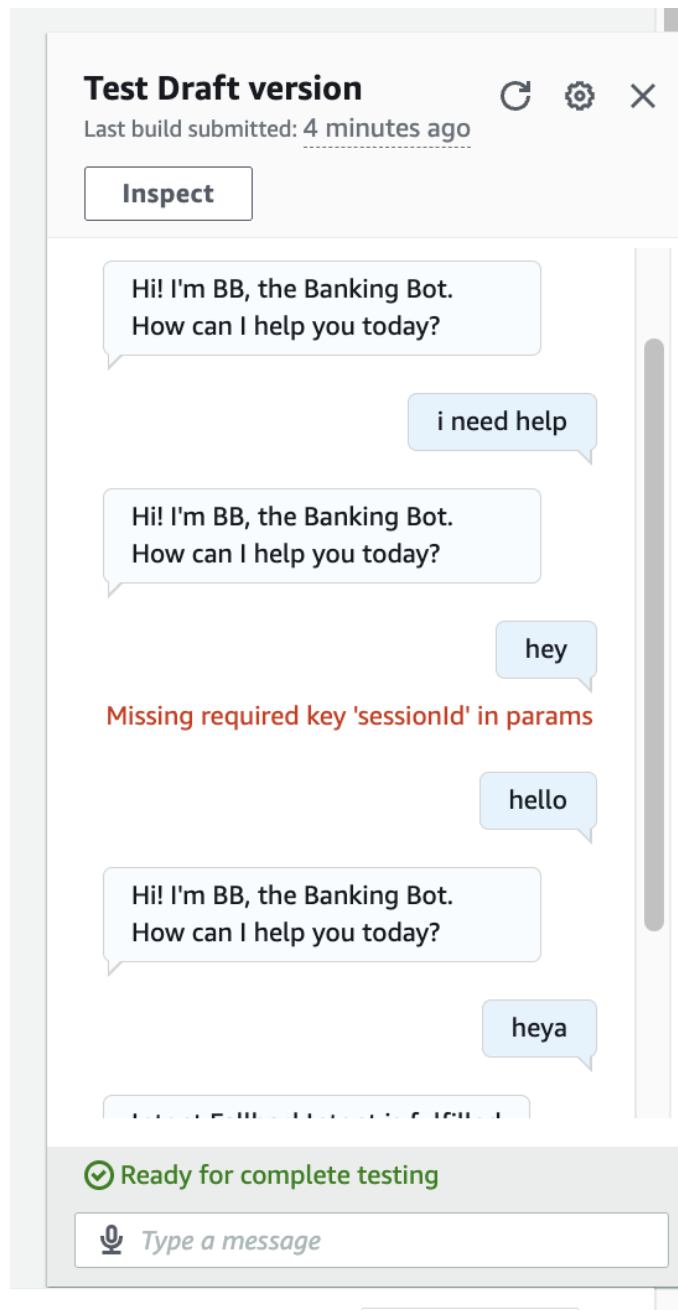 Test Draft version
Last build submitted: 4 minutes ago
Inspect
Hi! I'm BB, the Banking Bot.
How can I help you today?
i need help
Hi! I'm BB, the Banking Bot.
How can I help you today?
hey
Missing required key 'sessionId' in params
hello
Hi! I'm BB, the Banking Bot.
How can I help you today?
heya
Ready for complete testing
Type a message